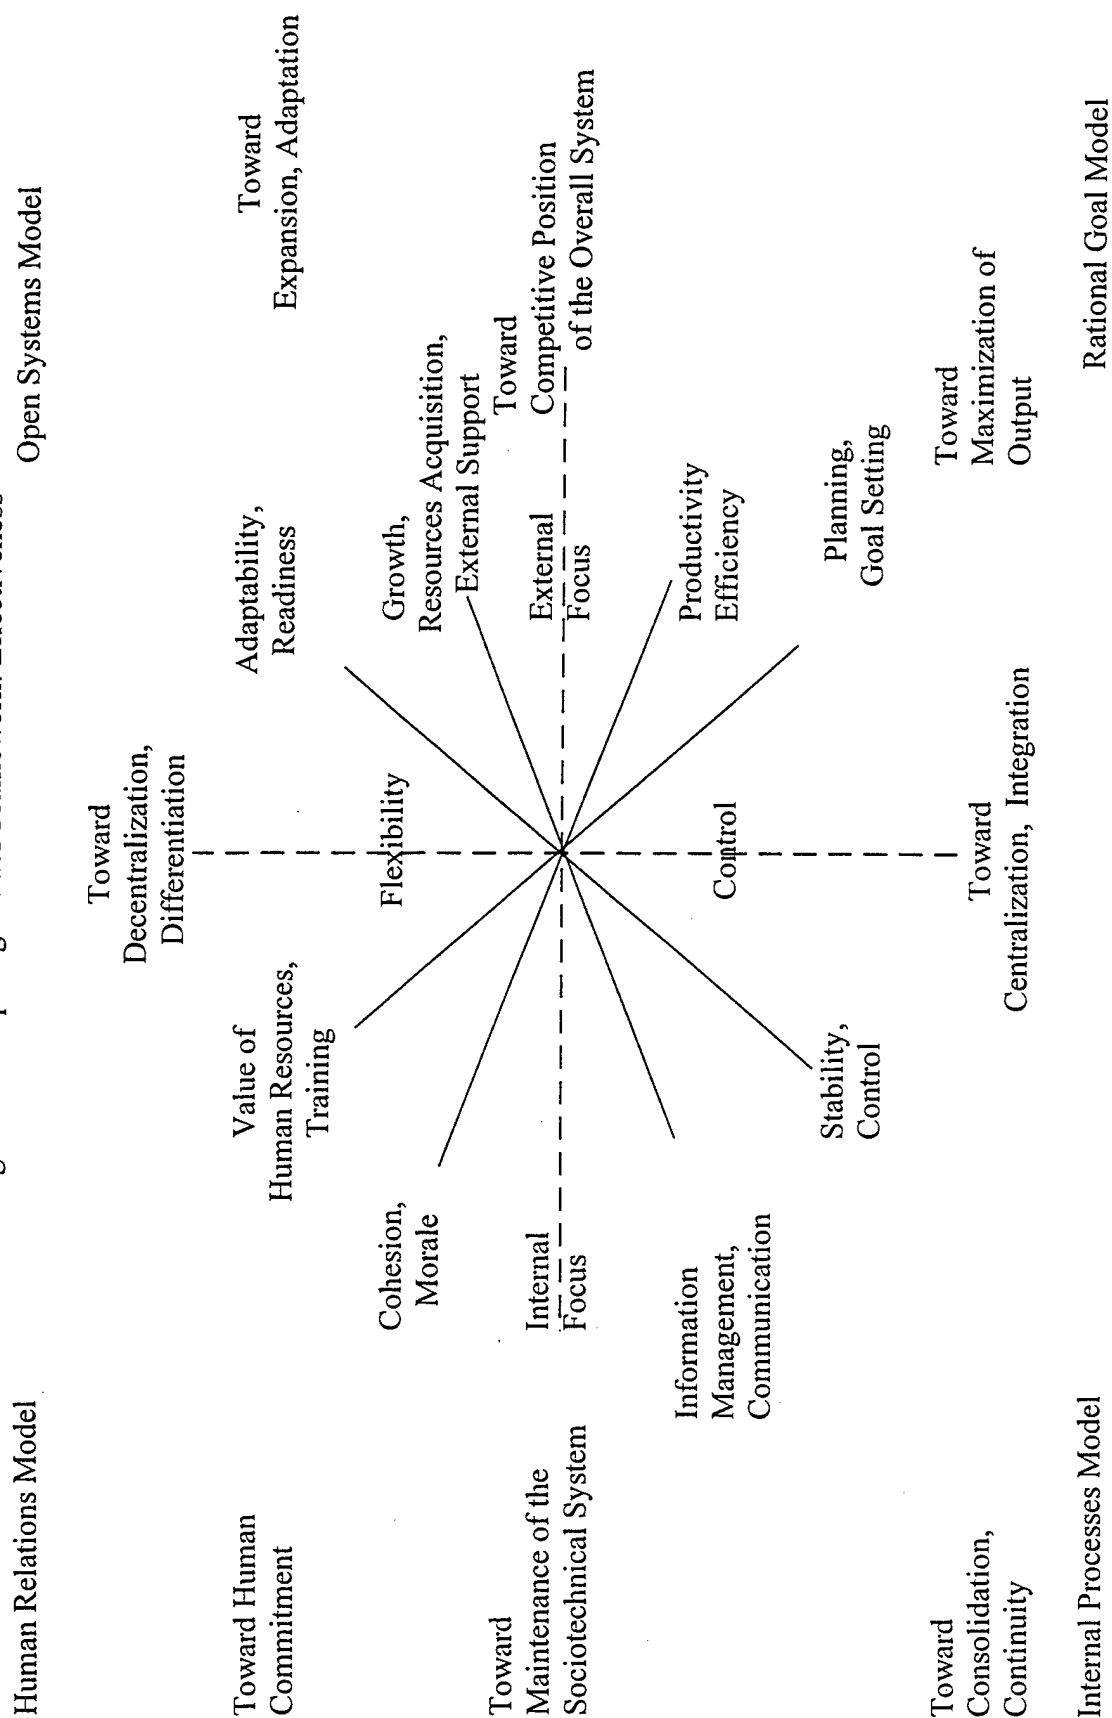 Human Relations Model
Open Systems Model
Toward
Decentralization,
Differentiation
Toward Human
Commitment
Value of
Human Resources,
Training
Adaptability,
Readiness
Toward
Expansion, Adaptation
Cohesion,
Morale
Flexibility
Growth,
Resources Acquisition,
External Support
Toward
Maintenance of the
Sociotechnical System
Internal
Focus
External
Focus
Toward
Competitive Position
of the Overall System
Information
Management,
Communication
Control
Productivity
Efficiency
Stability,
Control
Planning,
Goal Setting
Toward
Consolidation,
Continuity
Toward
Centralization, Integration
Toward
Maximization of
Output
Internal Processes Model
Rational Goal Model